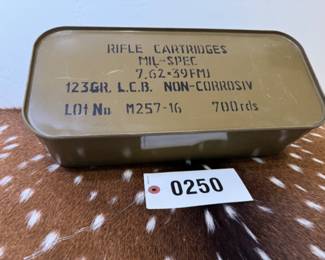 RIFLE CARTRIDGES
MIL-SPEC
7,62•39FMJ
123GR. L.C.B. NON-CORROSIV
LOt No M257-16 700rds
0250